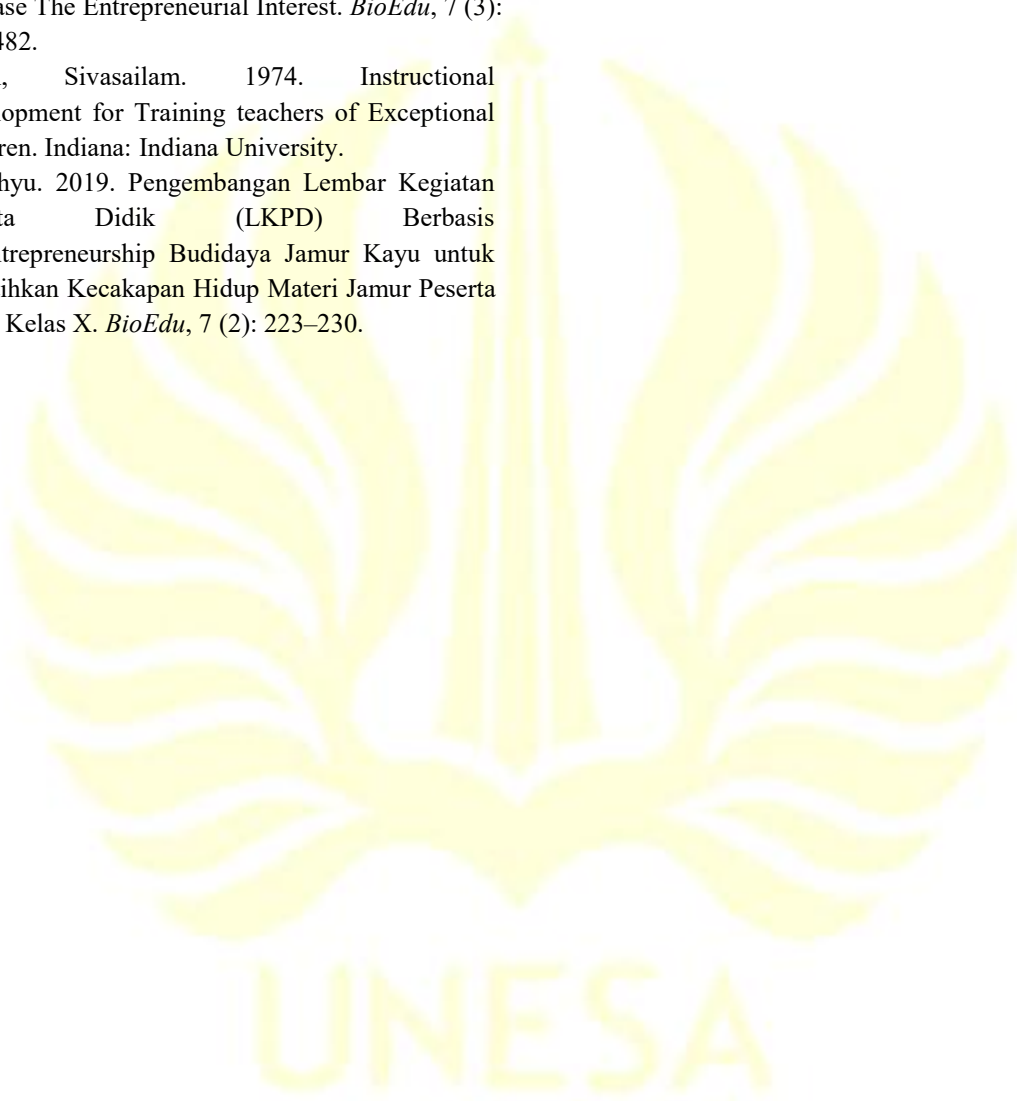 ase The Entrepreneurial Interest. BioEdu, 7 (3):
482.
, Sivasailam. 1974. Instructional
lopment for Training teachers of Exceptional
ren. Indiana: Indiana University.
hyu. 2019. Pengembangan Lembar Kegiatan
ta Didik (LKPD) Berbasis
trepreneurship Budidaya Jamur Kayu untuk
ihkan Kecakapan Hidup Materi Jamur Peserta
Kelas X. BioEdu, 7 (2): 223–230.
UNESA